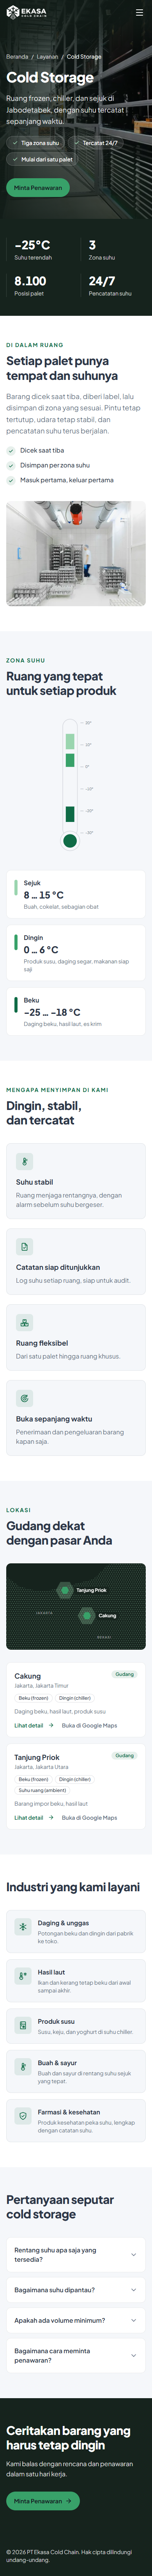 EKASA
COLD CHAIN
Beranda / Layanan / Cold Storage
Cold Storage
Ruang frozen, chiller, dan sejuk di
Jabodetabek, dengan suhu tercatat
sepanjang waktu.
Tiga zona suhu
Tercatat 24/7
Mulai dari satu palet
Minta Penawaran
-25°C
Suhu terendah
3
Zona suhu
8.100
Posisi palet
24/7
Pencatatan suhu
DI DALAM RUANG
Setiap palet punya
tempat dan suhunya
Barang dicek saat tiba, diberi label, lalu
disimpan di zona yang sesuai. Pintu tetap
tertutup, udara tetap stabil, dan
pencatatan suhu terus berjalan.
Dicek saat tiba
Disimpan per zona suhu
Masuk pertama, keluar pertama
ZONA SUHU
Ruang yang tepat
untuk setiap produk
20°
10°
0°
-10°
-20°
-30°
Sejuk
8 ... 15 °C
Buah, cokelat, sebagian obat
Dingin
0 ... 6 °C
Produk susu, daging segar, makanan siap
saji
Beku
-25 ... -18 °C
Daging beku, hasil laut, es krim
MENGAPA MENYIMPAN DI KAMI
Dingin, stabil,
dan tercatat
Suhu stabil
Ruang menjaga rentangnya, dengan
alarm sebelum suhu bergeser.
Catatan siap ditunjukkan
Log suhu setiap ruang, siap untuk audit.
Ruang fleksibel
Dari satu palet hingga ruang khusus.
Buka sepanjang waktu
Penerimaan dan pengeluaran barang
kapan saja.
LOKASI
Gudang dekat
dengan pasar Anda
Tanjung Priok
JAKARTA
Cakung
BEKASI
Cakung
Gudang
Jakarta, Jakarta Timur
Beku (frozen)
Dingin (chiller)
Daging beku, hasil laut, produk susu
Lihat detail
Buka di Google Maps
Tanjung Priok
Gudang
Jakarta, Jakarta Utara
Beku (frozen)
Dingin (chiller)
Suhu ruang (ambient)
Barang impor beku, hasil laut
Lihat detail
Buka di Google Maps
Industri yang kami layani
Daging & unggas
Potongan beku dan dingin dari pabrik
ke toko.
Hasil laut
Ikan dan kerang tetap beku dari awal
sampai akhir.
Produk susu
Susu, keju, dan yoghurt di suhu chiller.
Buah & sayur
Buah dan sayur di rentang suhu sejuk
yang tepat.
Farmasi & kesehatan
Produk kesehatan peka suhu, lengkap
dengan catatan suhu.
Pertanyaan seputar
cold storage
Rentang suhu apa saja yang
tersedia?
Bagaimana suhu dipantau?
Apakah ada volume minimum?
Bagaimana cara meminta
penawaran?
Ceritakan barang yang
harus tetap dingin
Kami balas dengan rencana dan penawaran
dalam satu hari kerja.
Minta Penawaran
© 2026 PT Ekasa Cold Chain. Hak cipta dilindungi
undang-undang.